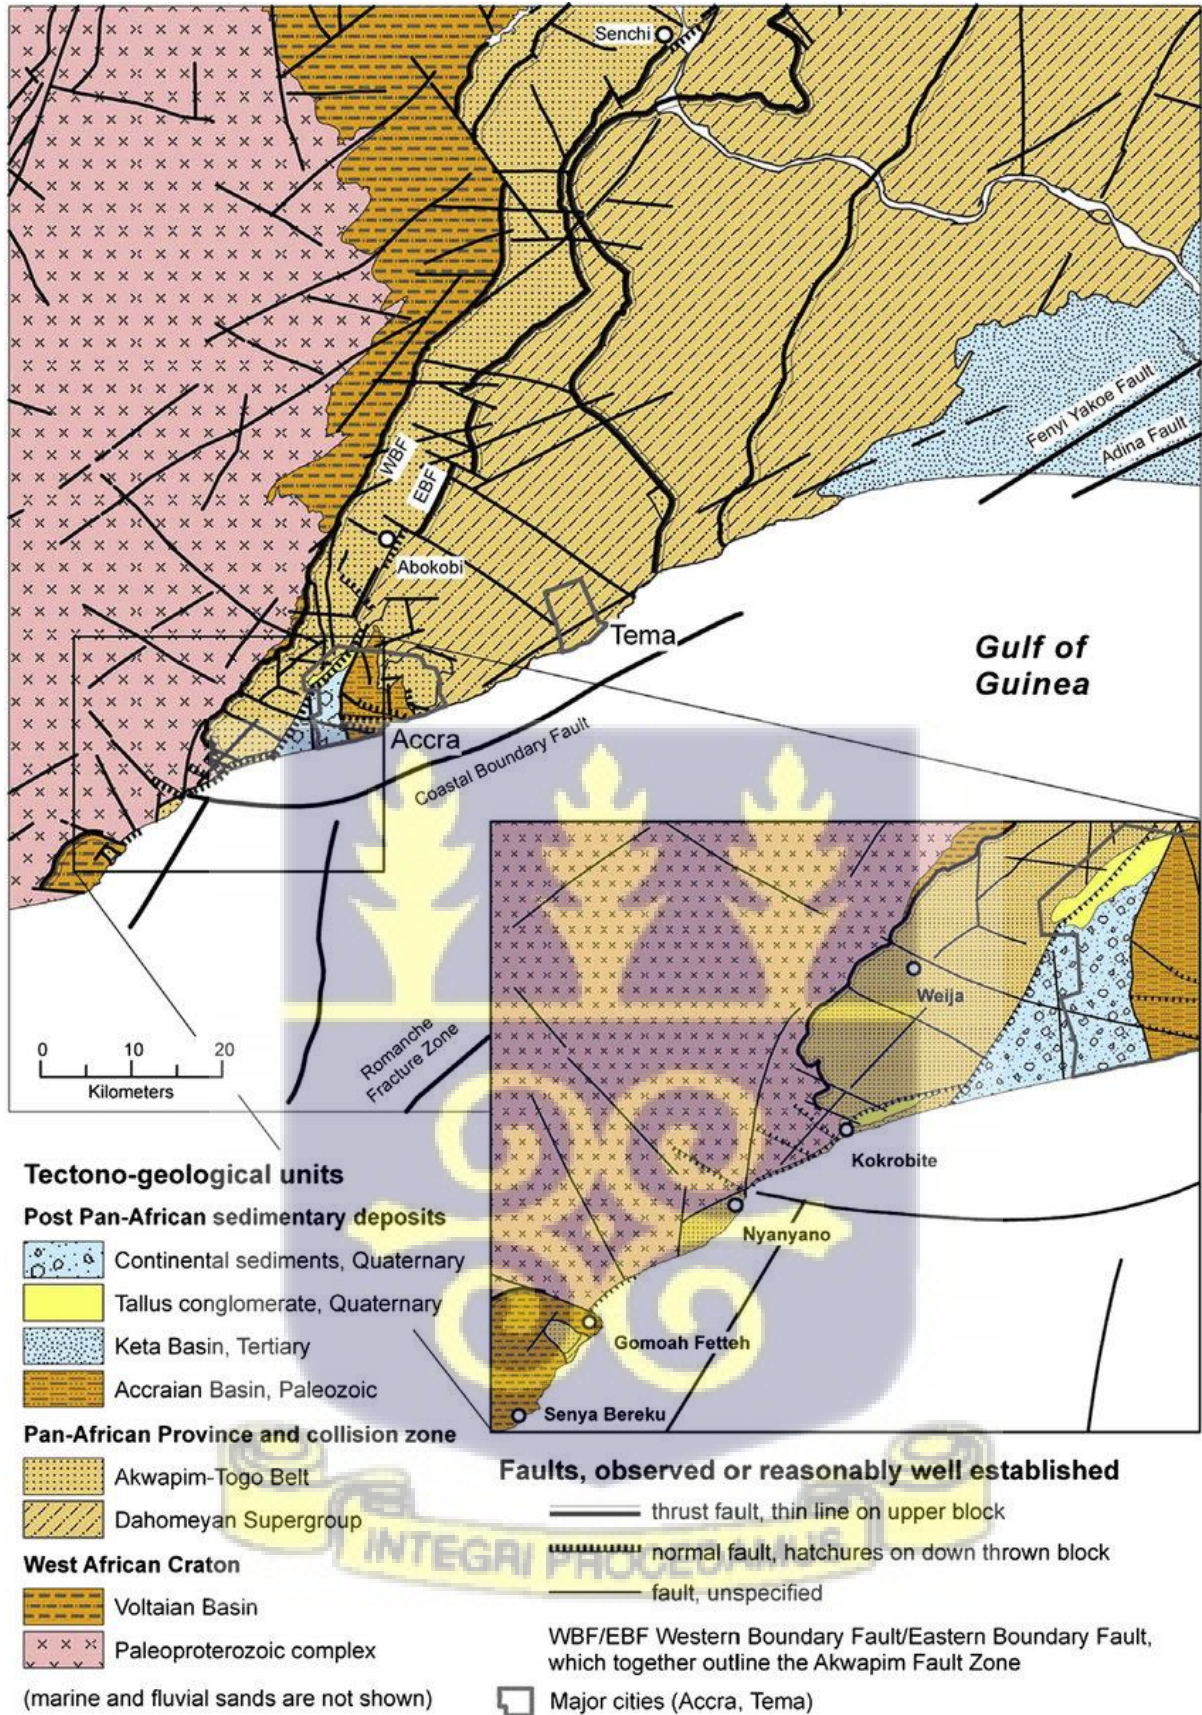 Senchi
WBF
EBF
Abokobi
Tema
Accra
Coastal Boundary Fault
Fenyi Yakoe Fault
Adina Fault
Gulf of
Guinea
Romanche
Fracture Zone
0 10 20
Kilometers
Weija
Kokrobite
Nyanyano
Gomoah Fetteh
Senya Bereku
Tectono-geological units
Post Pan-African sedimentary deposits
Continental sediments, Quaternary
Tallus conglomerate, Quaternary
Keta Basin, Tertiary
Accraian Basin, Paleozoic
Pan-African Province and collision zone
Akwapim-Togo Belt
Dahomeyan Supergroup
West African Craton
Voltaian Basin
Paleoproterozoic complex
(marine and fluvial sands are not shown)
Faults, observed or reasonably well established
thrust fault, thin line on upper block
normal fault, hatchures on down thrown block
fault, unspecified
WBF/EBF Western Boundary Fault/Eastern Boundary Fault,
which together outline the Akwapim Fault Zone
Major cities (Accra, Tema)
INTEGRI PROCEDAMUS